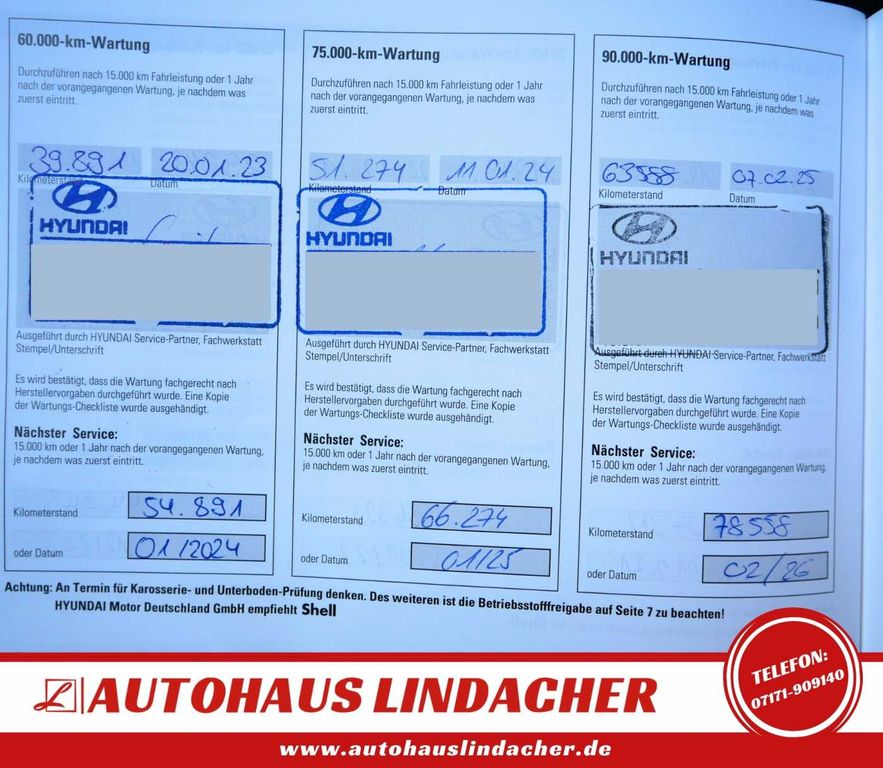 60.000-km-Wartung
Durchzuführen nach 15.000 km Fahrleistung oder 1 Jahr
nach der vorangegangenen Wartung, je nachdem was
zuerst eintritt.
39.891 20.01.23
Kilometerstand Datum
HYUNDAI
Ausgeführt durch HYUNDAI Service-Partner, Fachwerkstatt
Stempel/Unterschrift
Es wird bestätigt, dass die Wartung fachgerecht nach
Herstellervorgaben durchgeführt wurde. Eine Kopie
der Wartungs-Checkliste wurde ausgehändigt.
Nächster Service:
15.000 km oder 1 Jahr nach der vorangegangenen Wartung,
je nachdem was zuerst eintritt.
Kilometerstand 54.891
oder Datum 01/2024
75.000-km-Wartung
Durchzuführen nach 15.000 km Fahrleistung oder 1 Jahr
nach der vorangegangenen Wartung, je nachdem was
zuerst eintritt.
51.274 11.01.24
Kilometerstand Datum
HYUNDAI
Ausgeführt durch HYUNDAI Service-Partner, Fachwerkstatt
Stempel/Unterschrift
Es wird bestätigt, dass die Wartung fachgerecht nach
Herstellervorgaben durchgeführt wurde. Eine Kopie
der Wartungs-Checkliste wurde ausgehändigt.
Nächster Service:
15.000 km oder 1 Jahr nach der vorangegangenen Wartung,
je nachdem was zuerst eintritt.
Kilometerstand 66.274
oder Datum 01/25
90.000-km-Wartung
Durchzuführen nach 15.000 km Fahrleistung oder 1 Jahr
nach der vorangegangenen Wartung, je nachdem was
zuerst eintritt.
63588 07.02.25
Kilometerstand Datum
HYUNDAI
Ausgeführt durch HYUNDAI Service-Partner, Fachwerkstatt
Stempel/Unterschrift
Es wird bestätigt, dass die Wartung fachgerecht nach
Herstellervorgaben durchgeführt wurde. Eine Kopie
der Wartungs-Checkliste wurde ausgehändigt.
Nächster Service:
15.000 km oder 1 Jahr nach der vorangegangenen Wartung,
je nachdem was zuerst eintritt.
Kilometerstand 78558
oder Datum 02/26
Achtung: An Termin für Karosserie- und Unterboden-Prüfung denken. Des weiteren ist die Betriebsstofffreigabe auf Seite 7 zu beachten!
HYUNDAI Motor Deutschland GmbH empfiehlt Shell
AUTOHAUS LINDACHER
TELEFON:
07171-909140
www.autohauslindacher.de